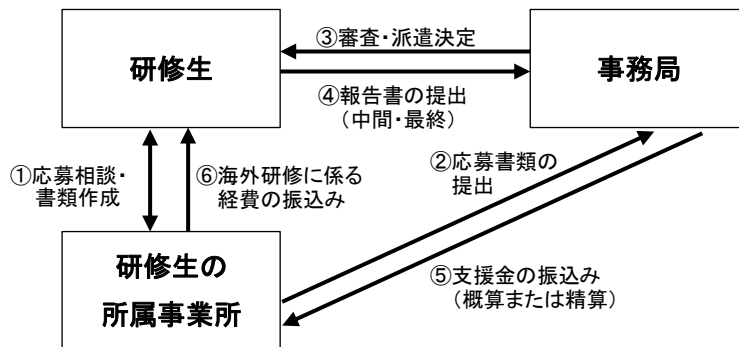 ③審査・派遣決定
研修生
事務局
④報告書の提出
（中間・最終）
①応募相談・
書類作成
⑥海外研修に係る
経費の振込み
②応募書類の
提出
研修生の
所属事業所
⑤支援金の振込み
（概算または精算）